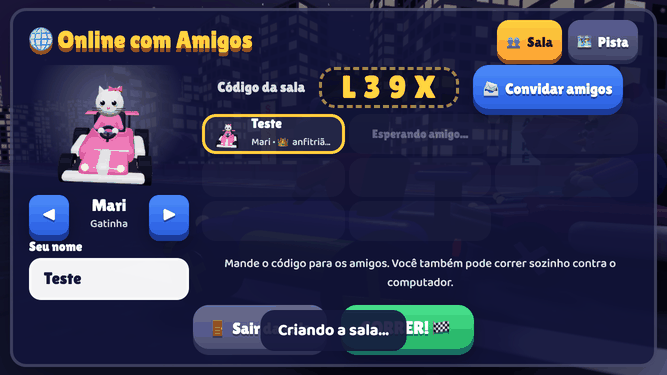 Online com Amigos
Sala
Pista
Código da sala
L39X
Convidar amigos
Teste
Mari • anfitriã...
Esperando amigo...
Mari
Gatinha
Seu nome
Teste
Mande o código para os amigos. Você também pode correr sozinho contra o
computador.
Sair
Criando a sala...
RER!